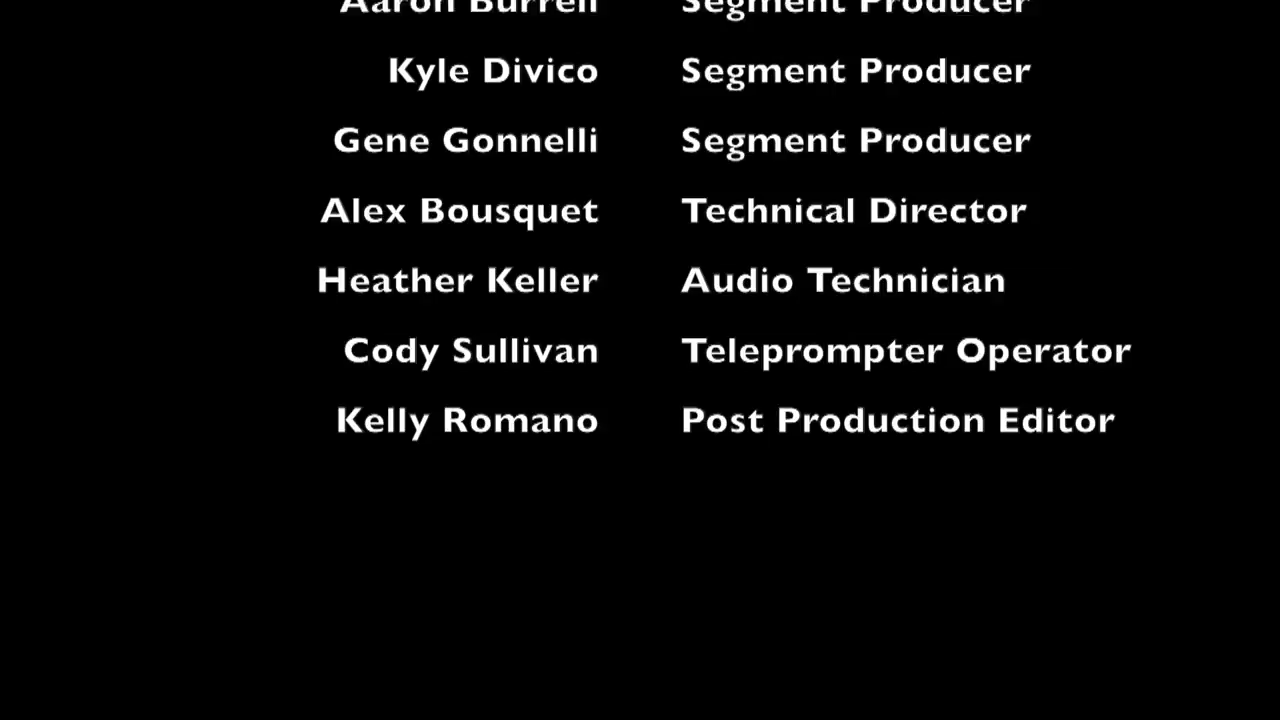 Aaron Burrell Segment Producer
Kyle Divico Segment Producer
Gene Gonnelli Segment Producer
Alex Bousquet Technical Director
Heather Keller Audio Technician
Cody Sullivan Teleprompter Operator
Kelly Romano Post Production Editor